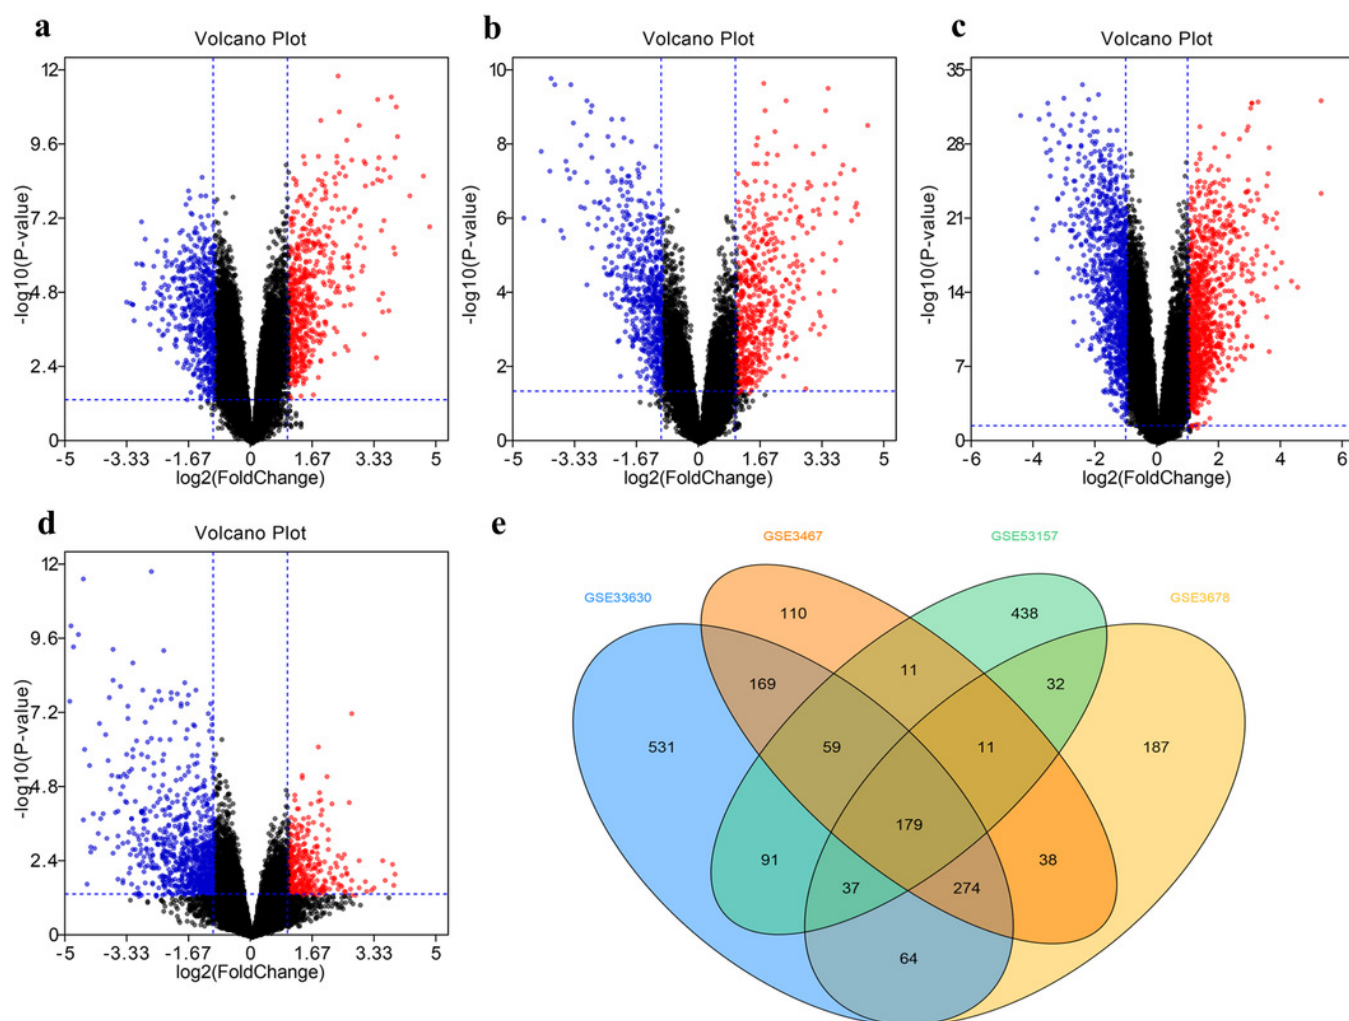 a
Volcano Plot
12
9.6
7.2
4.8
2.4
0
-log10(P-value)
-5 -3.33 -1.67 0 1.67 3.33 5
log2(FoldChange)
b
Volcano Plot
10
8
6
4
2
0
-log10(P-value)
-5 -3.33 -1.67 0 1.67 3.33 5
log2(FoldChange)
c
Volcano Plot
35
28
21
14
7
0
-log10(P-value)
-6 -4 -2 0 2 4 6
log2(FoldChange)
d
Volcano Plot
12
9.6
7.2
4.8
2.4
0
-log10(P-value)
-5 -3.33 -1.67 0 1.67 3.33 5
log2(FoldChange)
e
GSE3467 GSE53157
GSE33630 GSE3678
110 438
11
169 32
531 59 11 187
179
91 38
37 274
64